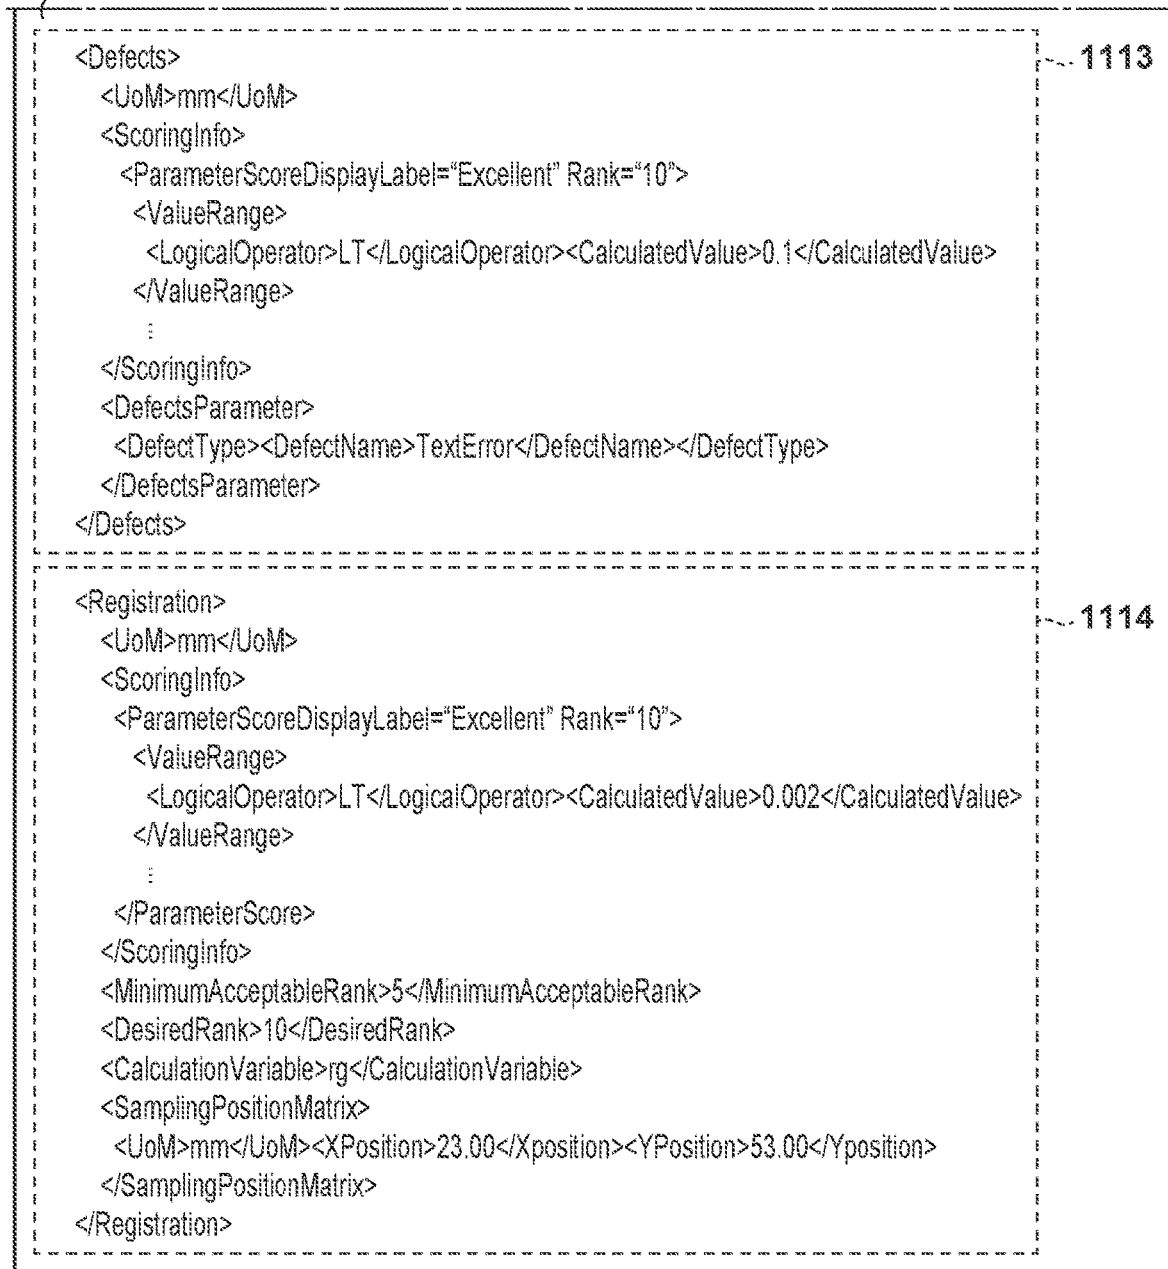 <Defects>
1113
<UoM>mm</UoM>
<ScoringInfo>
<ParameterScoreDisplayLabel=“Excellent” Rank=“10”>
<ValueRange>
<LogicalOperator>LT</LogicalOperator><CalculatedValue>0.1</CalculatedValue>
</ValueRange>
⋮
</ScoringInfo>
<DefectsParameter>
<DefectType><DefectName>TextError</DefectName></DefectType>
</DefectsParameter>
</Defects>
<Registration>
1114
<UoM>mm</UoM>
<ScoringInfo>
<ParameterScoreDisplayLabel=“Excellent” Rank=“10”>
<ValueRange>
<LogicalOperator>LT</LogicalOperator><CalculatedValue>0.002</CalculatedValue>
</ValueRange>
⋮
</ParameterScore>
</ScoringInfo>
<MinimumAcceptableRank>5</MinimumAcceptableRank>
<DesiredRank>10</DesiredRank>
<CalculationVariable>rg</CalculationVariable>
<SamplingPositionMatrix>
<UoM>mm</UoM><XPosition>23.00</Xposition><YPosition>53.00</Yposition>
</SamplingPositionMatrix>
</Registration>